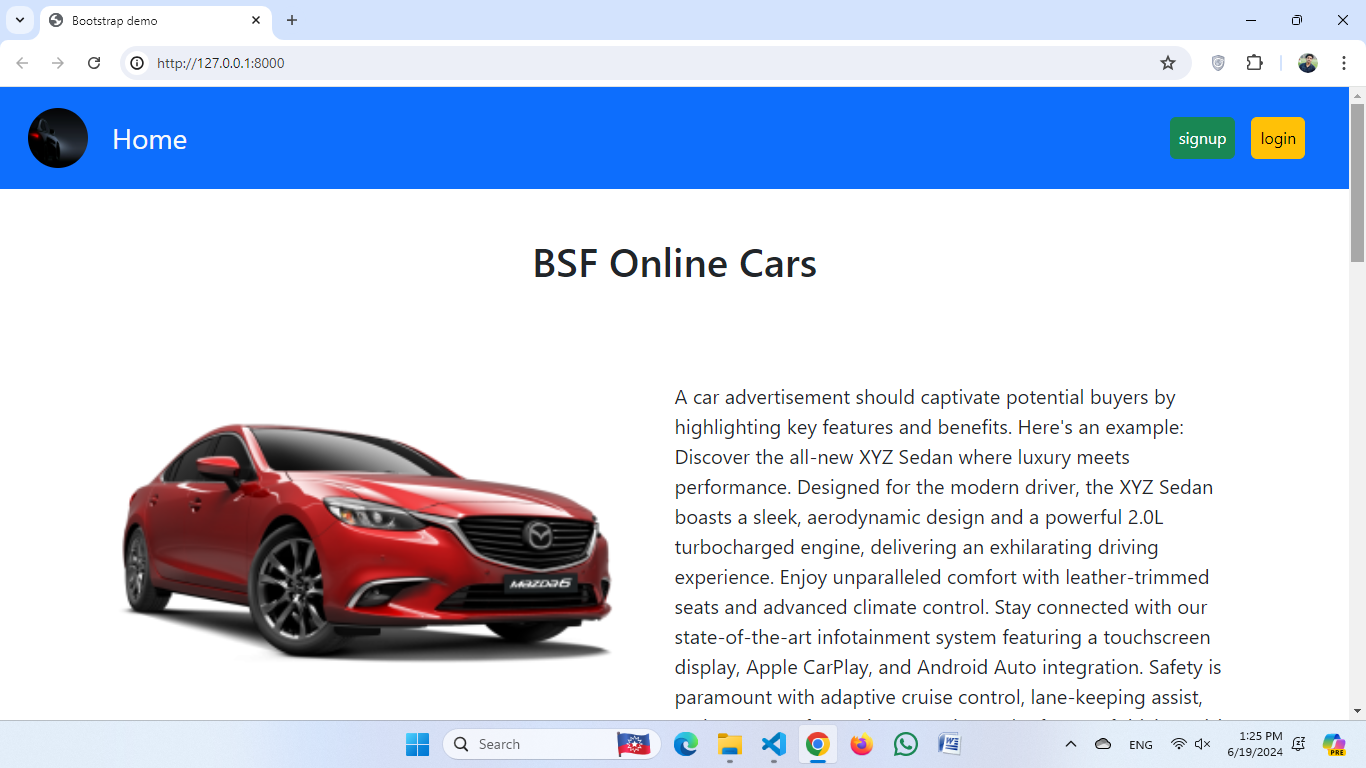 Bootstrap demo
http://127.0.0.1:8000
Home
signup
login
BSF Online Cars
A car advertisement should captivate potential buyers by
highlighting key features and benefits. Here's an example:
Discover the all-new XYZ Sedan where luxury meets
performance. Designed for the modern driver, the XYZ Sedan
boasts a sleek, aerodynamic design and a powerful 2.0L
turbocharged engine, delivering an exhilarating driving
experience. Enjoy unparalleled comfort with leather-trimmed
seats and advanced climate control. Stay connected with our
state-of-the-art infotainment system featuring a touchscreen
display, Apple CarPlay, and Android Auto integration. Safety is
paramount with adaptive cruise control, lane-keeping assist,
mazda6
Search
ENG
1:25 PM
6/19/2024
PRE